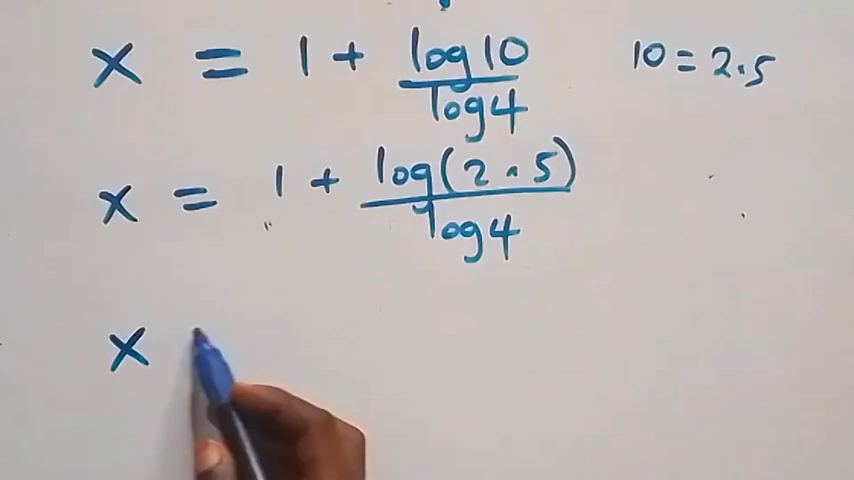 x = 1 + log10/log4 10 = 2·5
x = 1 + log(2·5)/log4
x